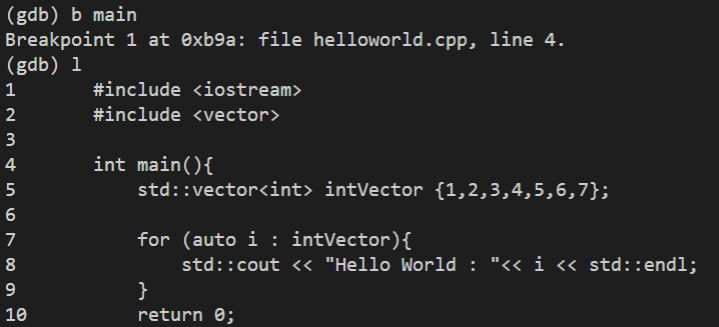 (gdb) b main
Breakpoint 1 at 0xb9a: file helloworld.cpp, line 4.
(gdb) l
1       #include <iostream>
2       #include <vector>
3
4       int main(){
5           std::vector<int> intVector {1,2,3,4,5,6,7};
6
7           for (auto i : intVector){
8               std::cout << "Hello World : "<< i << std::endl;
9           }
10          return 0;